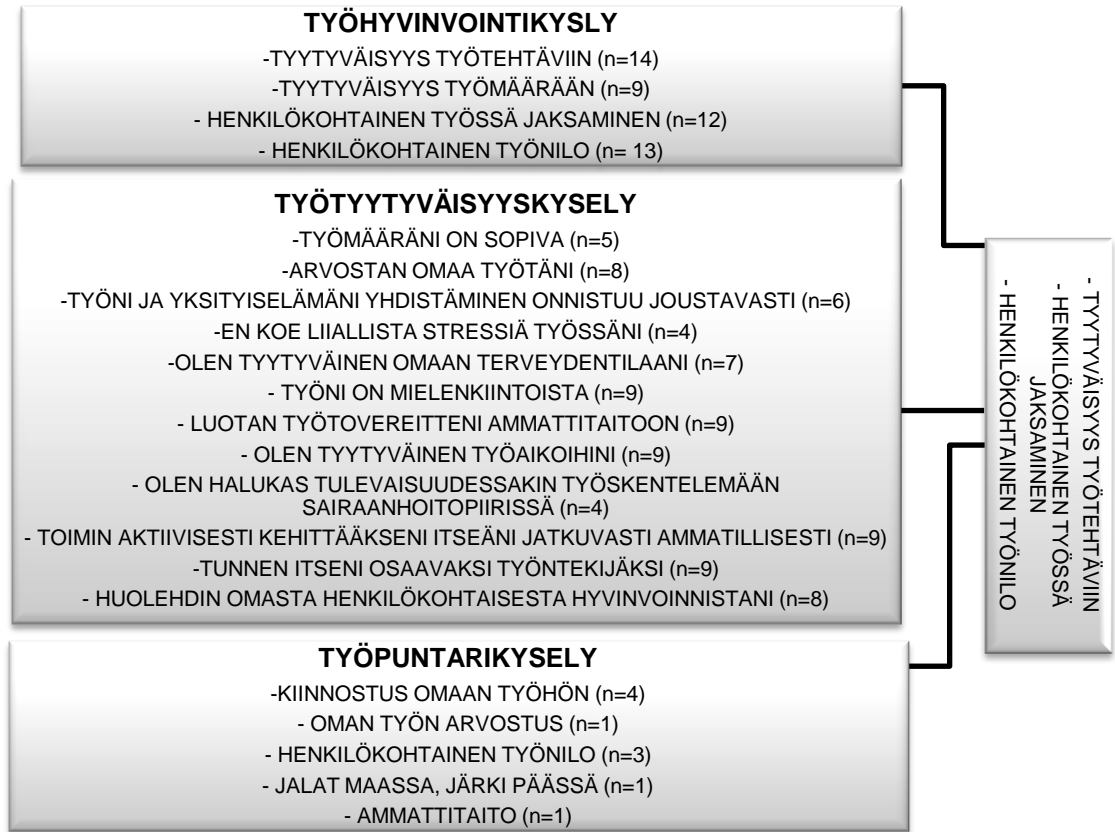 TYÖHYVINVOINTIKYSLY
-TYYTYVÄISYYS TYÖTEHTÄVIIN (n=14)
-TYYTYVÄISYYS TYÖMÄÄRÄÄN (n=9)
- HENKILÖKOHTAINEN TYÖSSÄ JAKSAMINEN (n=12)
- HENKILÖKOHTAINEN TYÖNILO (n= 13)
TYÖTYYTYVÄISYYSKYSELY
-TYÖMÄÄRÄNI ON SOPIVA (n=5)
-ARVOSTAN OMAA TYÖTÄNI (n=8)
-TYÖNI JA YKSITYISELÄMÄNI YHDISTÄMINEN ONNISTUU JOUSTAVASTI (n=6)
-EN KOE LIIALLISTA STRESSIÄ TYÖSSÄNI (n=4)
-OLEN TYYTYVÄINEN OMAAN TERVEYDENTILAANI (n=7)
- TYÖNI ON MIELENKIINTOISTA (n=9)
- LUOTAN TYÖTOVEREITTENI AMMATTITAITOON (n=9)
- OLEN TYYTYVÄINEN TYÖAIKOIHINI (n=9)
- OLEN HALUKAS TULEVAISUUDESSAKIN TYÖSKENTELEMÄÄN
SAIRAANHOITOPIIRISSÄ (n=4)
- TOIMIN AKTIIVISESTI KEHITTÄÄKSENI ITSEÄNI JATKUVASTI AMMATILLISESTI (n=9)
-TUNNEN ITSENI OSAAVAKSI TYÖNTEKIJÄKSI (n=9)
- HUOLEHDIN OMASTA HENKILÖKOHTAISESTA HYVINVOINNISTANI (n=8)
TYÖPUNTARIKYSELY
-KIINNOSTUS OMAAN TYÖHÖN (n=4)
- OMAN TYÖN ARVOSTUS (n=1)
- HENKILÖKOHTAINEN TYÖNILO (n=3)
- JALAT MAASSA, JÄRKI PÄÄSSÄ (n=1)
- AMMATTITAITO (n=1)
- TYYTYVÄISYYS TYÖTEHTÄVIIN
- HENKILÖKOHTAINEN TYÖSSÄ
JAKSAMINEN
- HENKILÖKOHTAINEN TYÖNILO